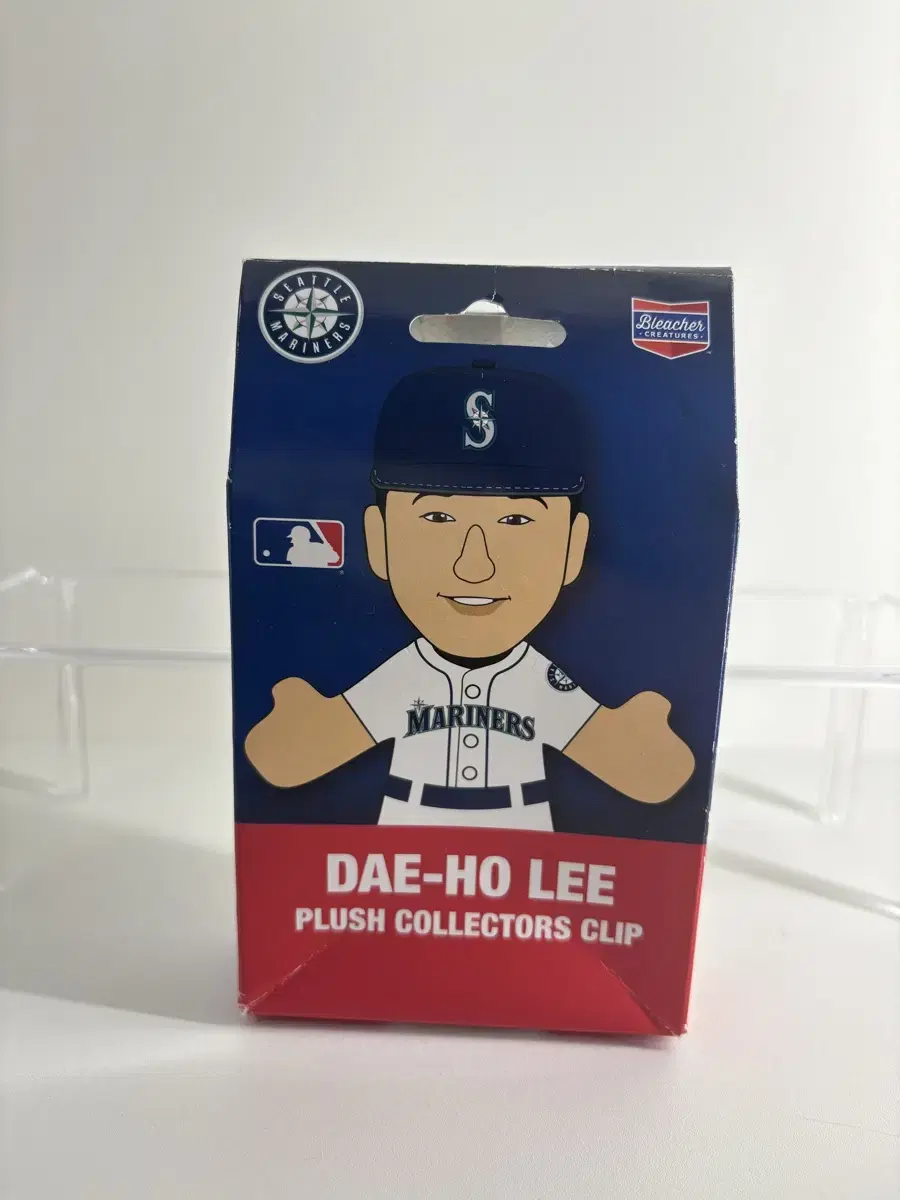 SEATTLE
MARINERS
Bleacher
CREATURES
S
MARINERS
DAE-HO LEE
PLUSH COLLECTORS CLIP